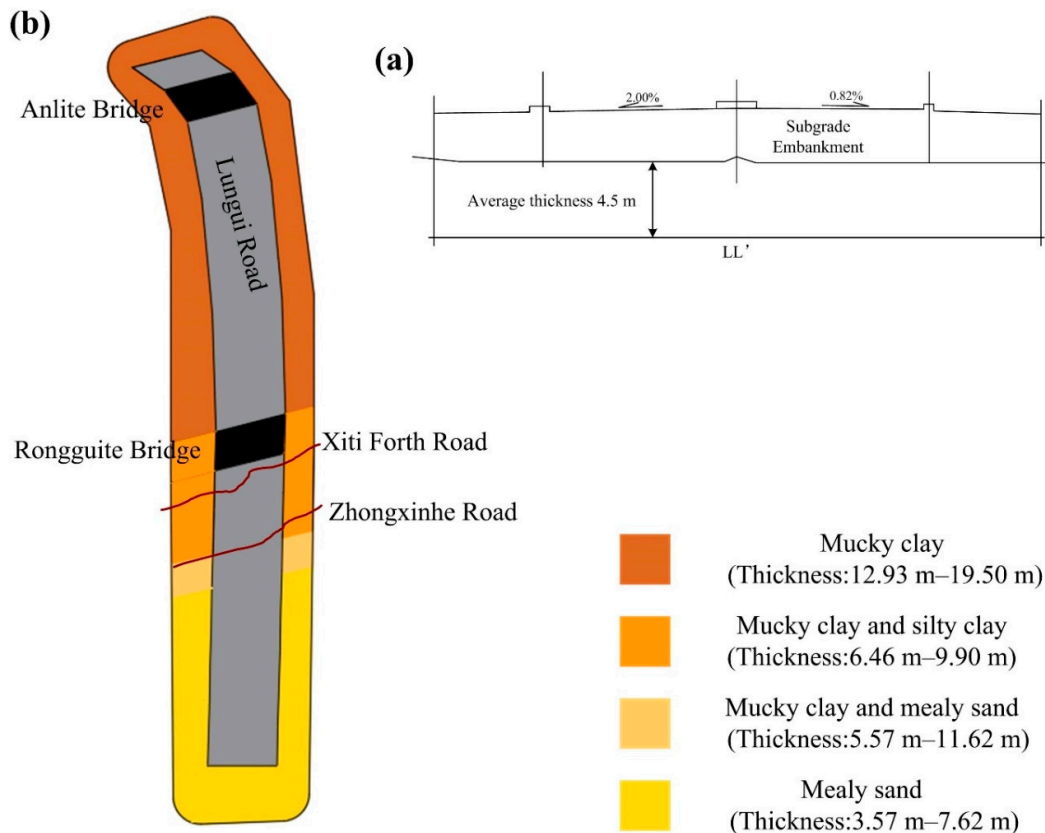 (b)
Anlite Bridge
Lungui Road
Rongguite Bridge
Xiti Forth Road
Zhongxinhe Road
(a)
2.00%
0.82%
Subgrade
Embankment
Average thickness 4.5 m
LL’
Mucky clay
(Thickness:12.93 m–19.50 m)
Mucky clay and silty clay
(Thickness:6.46 m–9.90 m)
Mucky clay and mealy sand
(Thickness:5.57 m–11.62 m)
Mealy sand
(Thickness:3.57 m–7.62 m)